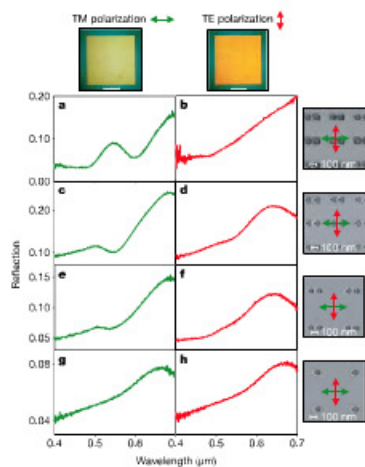 TM polarization
TE polarization
a
b
0.20
0.10
0.00
100 nm
c
d
0.20
0.10
100 nm
e
f
0.15
0.10
0.05
100 nm
g
h
0.08
0.04
100 nm
Reflection
0.4 0.5 0.6 0.4 0.5 0.6 0.7
Wavelength (μm)